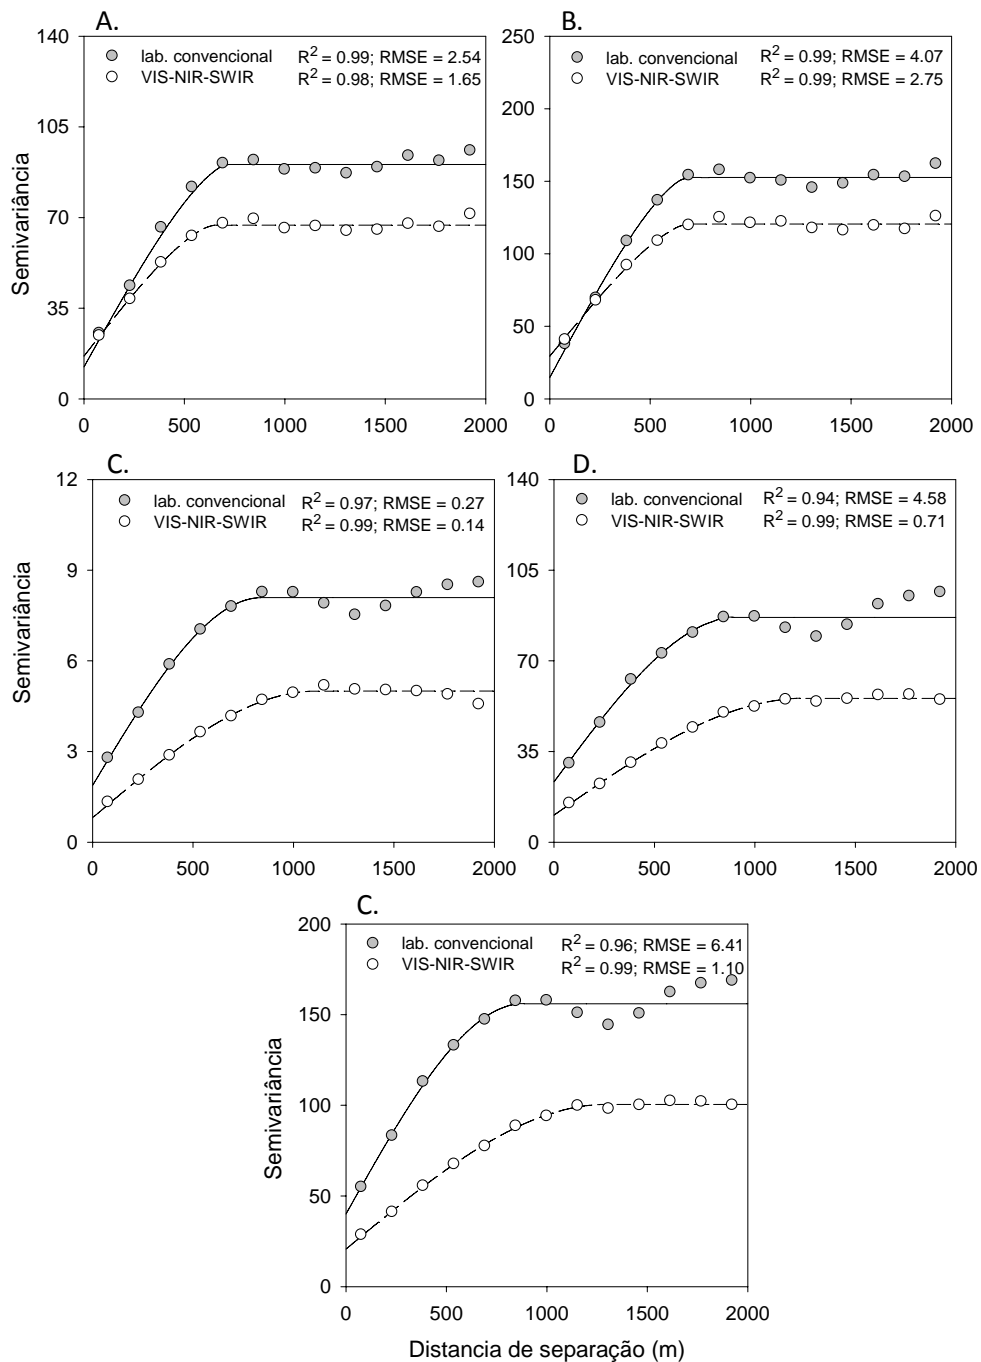 A.
140
lab. convencional
R2 = 0.99; RMSE = 2.54
VIS-NIR-SWIR
R2 = 0.98; RMSE = 1.65
105
70
35
0
Semivariância
0 500 1000 1500 2000
B.
250
lab. convencional
R2 = 0.99; RMSE = 4.07
VIS-NIR-SWIR
R2 = 0.99; RMSE = 2.75
200
150
100
50
0
0 500 1000 1500 2000
C.
12
lab. convencional
R2 = 0.97; RMSE = 0.27
VIS-NIR-SWIR
R2 = 0.99; RMSE = 0.14
9
6
3
0
Semivariância
0 500 1000 1500 2000
D.
140
lab. convencional
R2 = 0.94; RMSE = 4.58
VIS-NIR-SWIR
R2 = 0.99; RMSE = 0.71
105
70
35
0
0 500 1000 1500 2000
C.
200
lab. convencional
R2 = 0.96; RMSE = 6.41
VIS-NIR-SWIR
R2 = 0.99; RMSE = 1.10
150
100
50
0
Semivariância
0 500 1000 1500 2000
Distancia de separação (m)